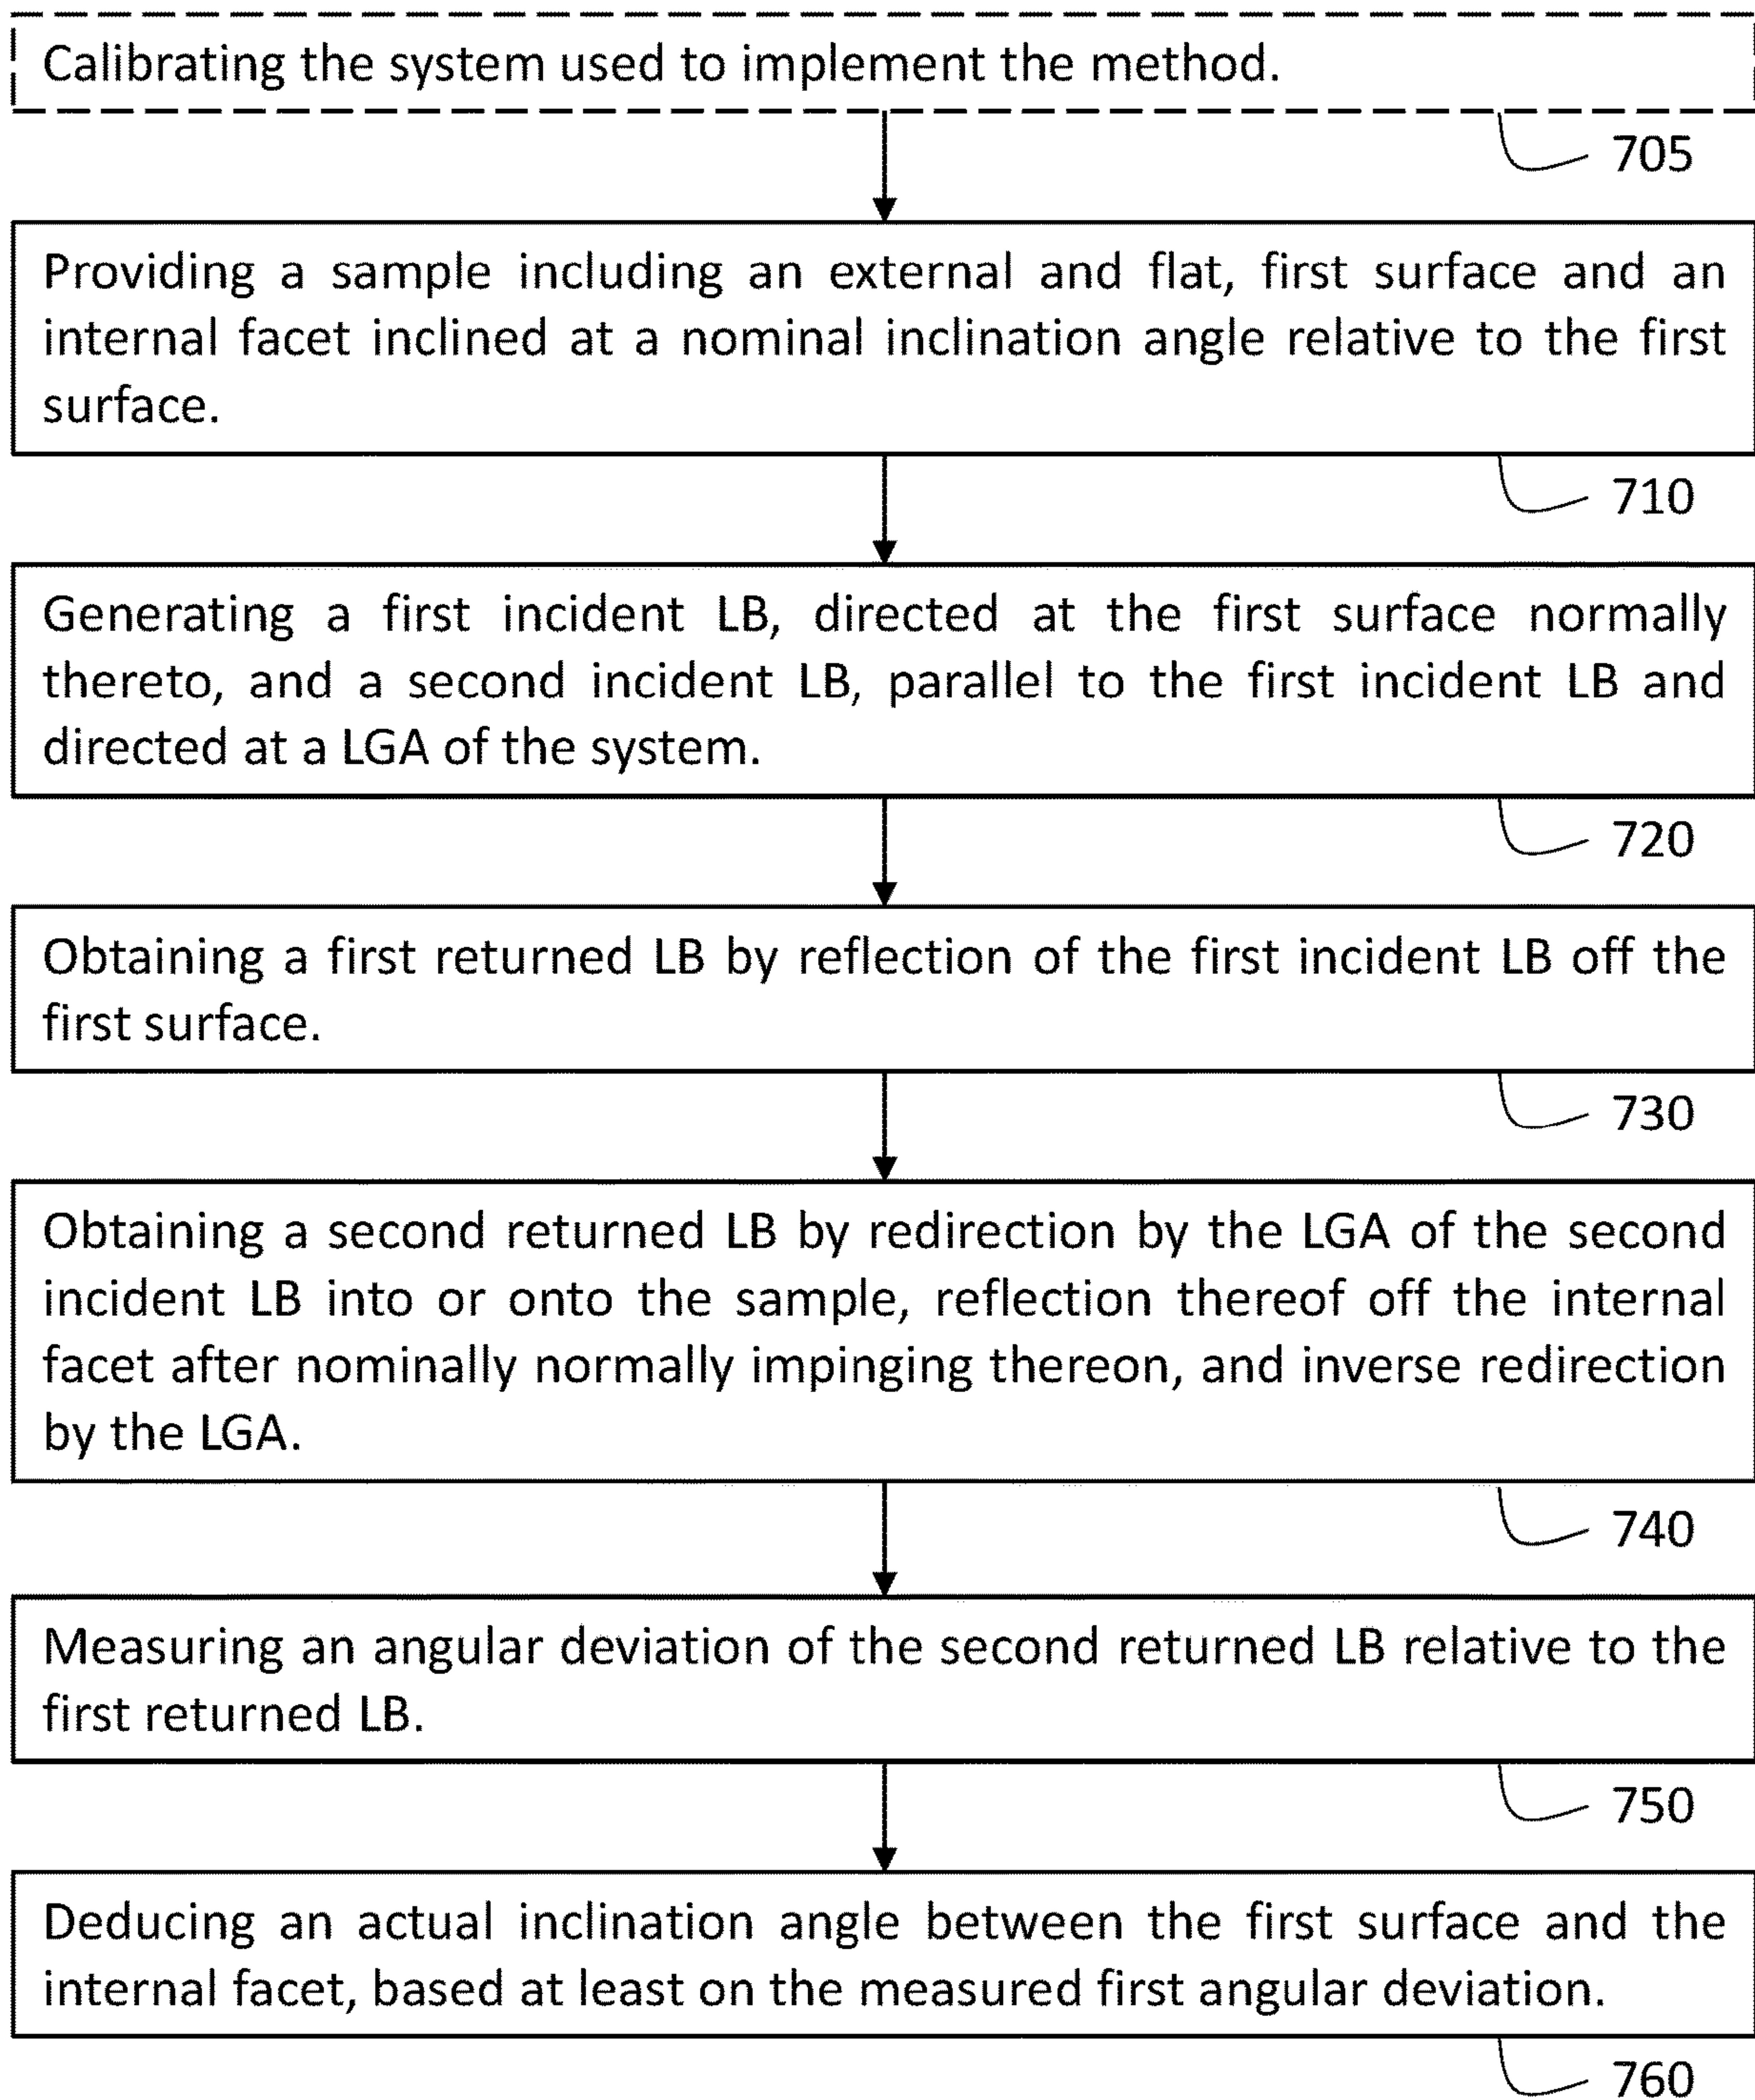 Calibrating the system used to implement the method.
705
Providing a sample including an external and flat, first surface and an
internal facet inclined at a nominal inclination angle relative to the first
surface.
710
Generating a first incident LB, directed at the first surface normally
thereto, and a second incident LB, parallel to the first incident LB and
directed at a LGA of the system.
720
Obtaining a first returned LB by reflection of the first incident LB off the
first surface.
730
Obtaining a second returned LB by redirection by the LGA of the second
incident LB into or onto the sample, reflection thereof off the internal
facet after nominally normally impinging thereon, and inverse redirection
by the LGA.
740
Measuring an angular deviation of the second returned LB relative to the
first returned LB.
750
Deducing an actual inclination angle between the first surface and the
internal facet, based at least on the measured first angular deviation.
760